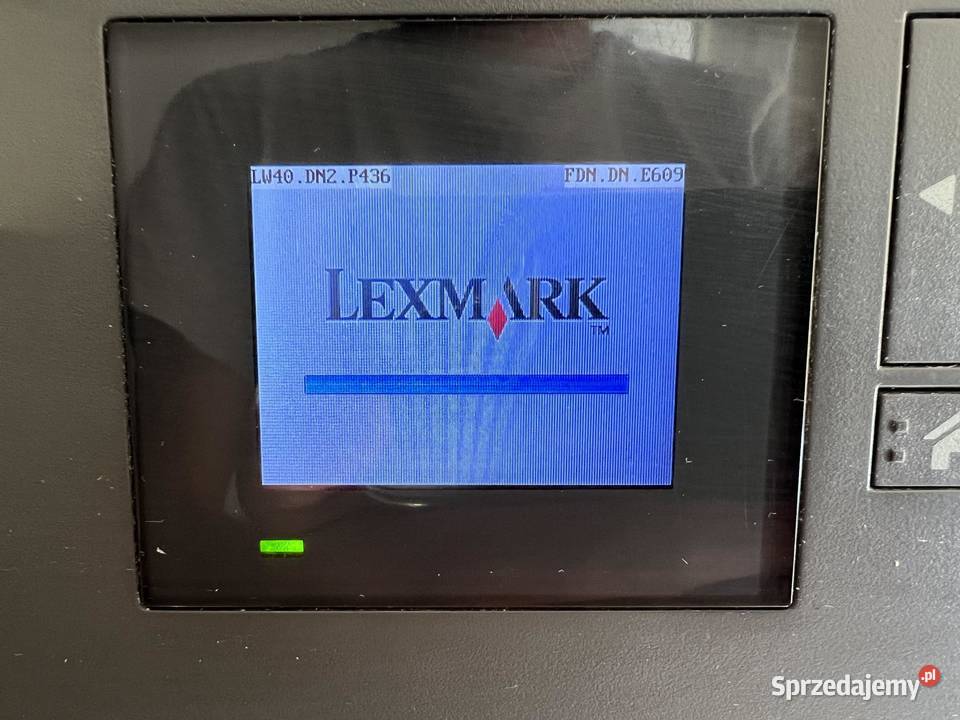 LW40.DN2.P436 FDN.DN.E609
LEXMARK
TM
Sprzedajemy.pl